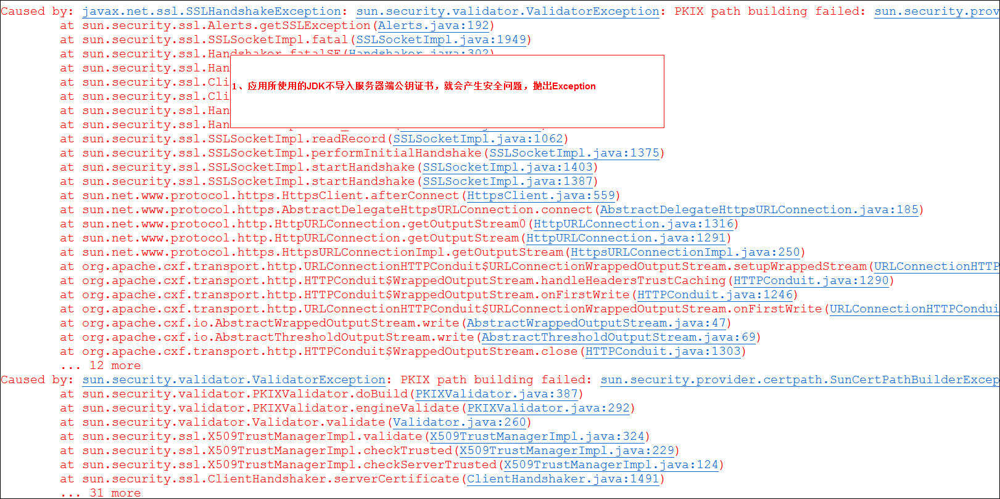 Caused by: javax.net.ssl.SSLHandshakeException: sun.security.validator.ValidatorException: PKIX path building failed: sun.security.prov
at sun.security.ssl.Alerts.getSSLException(Alerts.java:192)
at sun.security.ssl.SSLSocketImpl.fatal(SSLSocketImpl.java:1949)
at sun.security.ssl.Handshaker.fatalSE(Handshaker.java:302)
at sun.security.ssl.Han
at sun.security.ssl.Cli
1、应用所使用的JDK不导入服务器端公钥证书，就会产生安全问题，抛出Exception
at sun.security.ssl.Cli
at sun.security.ssl.Han
at sun.security.ssl.Han
at sun.security.ssl.SSLSocketImpl.readRecord(SSLSocketImpl.java:1062)
at sun.security.ssl.SSLSocketImpl.performInitialHandshake(SSLSocketImpl.java:1375)
at sun.security.ssl.SSLSocketImpl.startHandshake(SSLSocketImpl.java:1403)
at sun.security.ssl.SSLSocketImpl.startHandshake(SSLSocketImpl.java:1387)
at sun.net.www.protocol.https.HttpsClient.afterConnect(HttpsClient.java:559)
at sun.net.www.protocol.https.AbstractDelegateHttpsURLConnection.connect(AbstractDelegateHttpsURLConnection.java:185)
at sun.net.www.protocol.http.HttpURLConnection.getOutputStream0(HttpURLConnection.java:1316)
at sun.net.www.protocol.http.HttpURLConnection.getOutputStream(HttpURLConnection.java:1291)
at sun.net.www.protocol.https.HttpsURLConnectionImpl.getOutputStream(HttpsURLConnectionImpl.java:250)
at org.apache.cxf.transport.http.URLConnectionHTTPConduit$URLConnectionWrappedOutputStream.setupWrappedStream(URLConnectionHTTP
at org.apache.cxf.transport.http.HTTPConduit$WrappedOutputStream.handleHeadersTrustCaching(HTTPConduit.java:1290)
at org.apache.cxf.transport.http.HTTPConduit$WrappedOutputStream.onFirstWrite(HTTPConduit.java:1246)
at org.apache.cxf.transport.http.URLConnectionHTTPConduit$URLConnectionWrappedOutputStream.onFirstWrite(URLConnectionHTTPCondui
at org.apache.cxf.io.AbstractWrappedOutputStream.write(AbstractWrappedOutputStream.java:47)
at org.apache.cxf.io.AbstractThresholdOutputStream.write(AbstractThresholdOutputStream.java:69)
at org.apache.cxf.transport.http.HTTPConduit$WrappedOutputStream.close(HTTPConduit.java:1303)
... 12 more
Caused by: sun.security.validator.ValidatorException: PKIX path building failed: sun.security.provider.certpath.SunCertPathBuilderExcep
at sun.security.validator.PKIXValidator.doBuild(PKIXValidator.java:387)
at sun.security.validator.PKIXValidator.engineValidate(PKIXValidator.java:292)
at sun.security.validator.Validator.validate(Validator.java:260)
at sun.security.ssl.X509TrustManagerImpl.validate(X509TrustManagerImpl.java:324)
at sun.security.ssl.X509TrustManagerImpl.checkTrusted(X509TrustManagerImpl.java:229)
at sun.security.ssl.X509TrustManagerImpl.checkServerTrusted(X509TrustManagerImpl.java:124)
at sun.security.ssl.ClientHandshaker.serverCertificate(ClientHandshaker.java:1491)
... 31 more